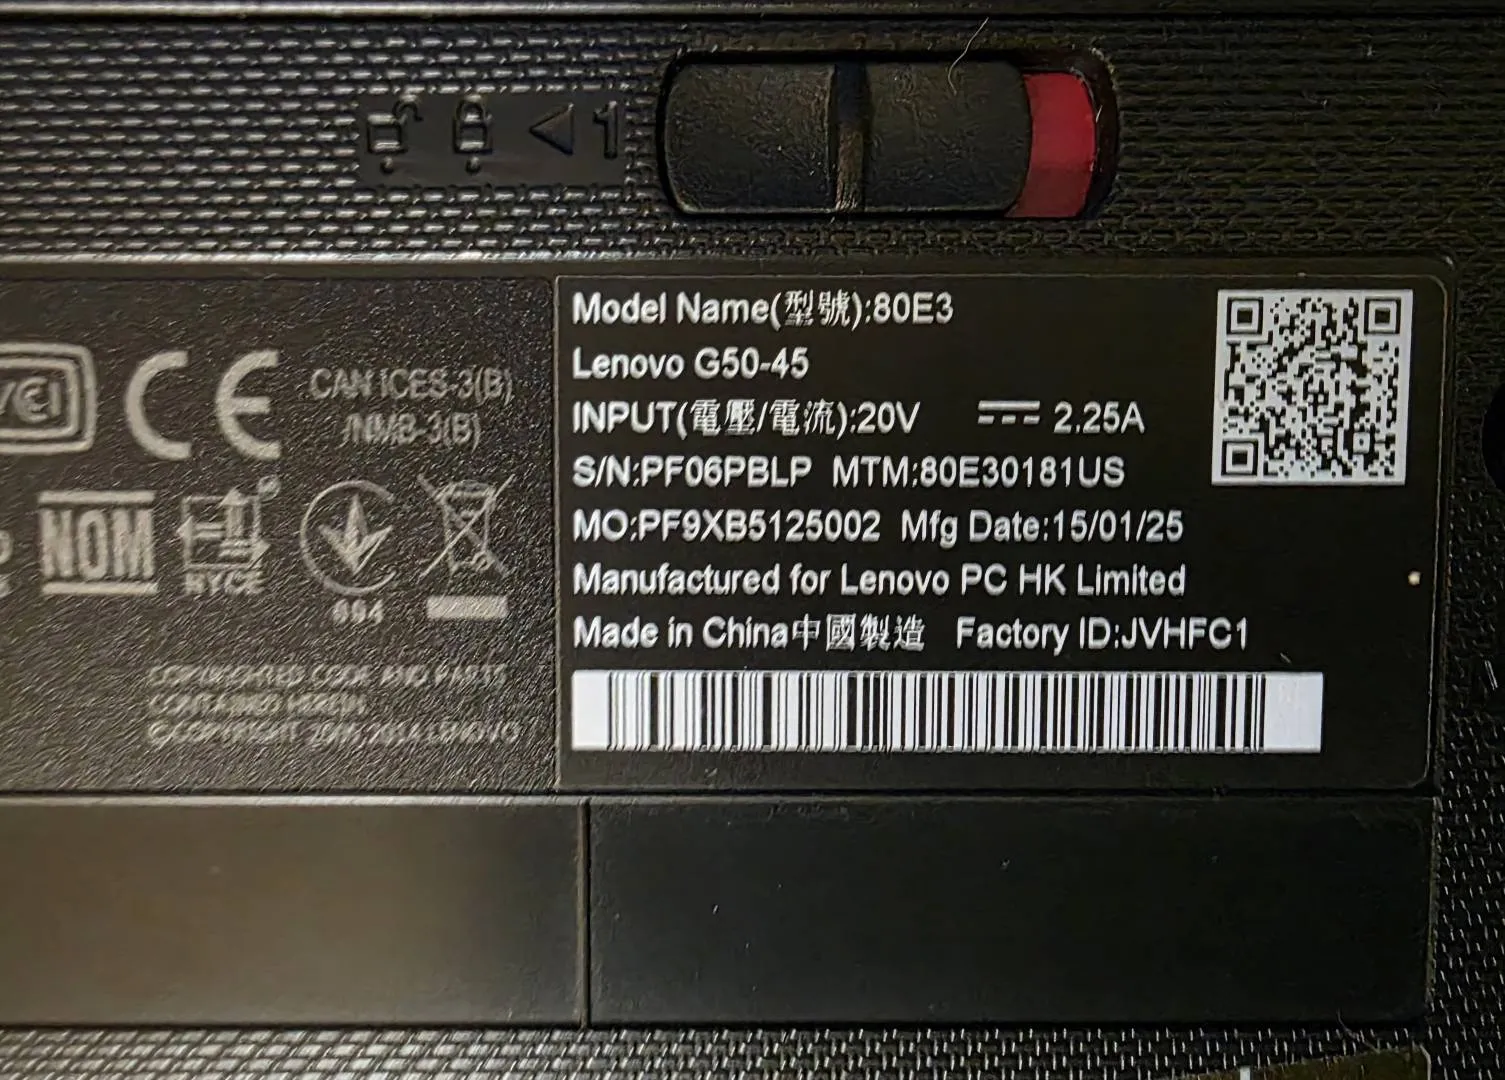 1
Model Name(型號):80E3
Lenovo G50-45
INPUT(電壓/電流):20V 2.25A
S/N:PF06PBLP MTM:80E30181US
MO:PF9XB5125002 Mfg Date:15/01/25
Manufactured for Lenovo PC HK Limited
Made in China中國製造 Factory ID:JVHFC1
CE
CAN ICES-3(B)
/NMB-3(B)
NOM
NYCE
COPYRIGHTED CODE AND PARTS
CONTAINED HEREIN
©COPYRIGHT 2014 LENOVO